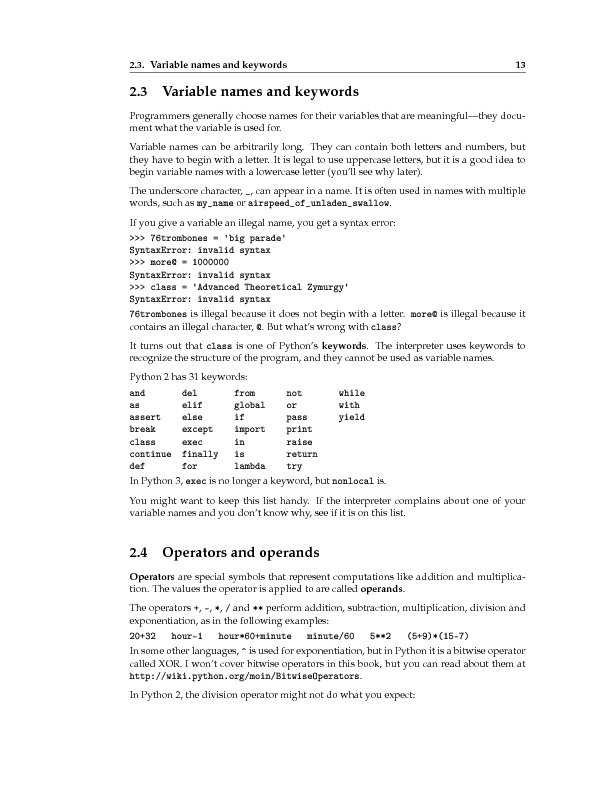 2.3. Variable names and keywords 13
2.3 Variable names and keywords
Programmers generally choose names for their variables that are meaningful—they docu-
ment what the variable is used for.
Variable names can be arbitrarily long. They can contain both letters and numbers, but
they have to begin with a letter. It is legal to use uppercase letters, but it is a good idea to
begin variable names with a lowercase letter (you'll see why later).
The underscore character, _, can appear in a name. It is often used in names with multiple
words, such as my_name or airspeed_of_unladen_swallow.
If you give a variable an illegal name, you get a syntax error:
>>> 76trombones = 'big parade'
SyntaxError: invalid syntax
>>> more@ = 1000000
SyntaxError: invalid syntax
>>> class = 'Advanced Theoretical Zymurgy'
SyntaxError: invalid syntax
76trombones is illegal because it does not begin with a letter. more@ is illegal because it
contains an illegal character, @. But what's wrong with class?
It turns out that class is one of Python's keywords. The interpreter uses keywords to
recognize the structure of the program, and they cannot be used as variable names.
Python 2 has 31 keywords:
and del from not while
as elif global or with
assert else if pass yield
break except import print
class exec in raise
continue finally is return
def for lambda try
In Python 3, exec is no longer a keyword, but nonlocal is.
You might want to keep this list handy. If the interpreter complains about one of your
variable names and you don't know why, see if it is on this list.
2.4 Operators and operands
Operators are special symbols that represent computations like addition and multiplica-
tion. The values the operator is applied to are called operands.
The operators +, -, *, / and ** perform addition, subtraction, multiplication, division and
exponentiation, as in the following examples:
20+32 hour-1 hour*60+minute minute/60 5**2 (5+9)*(15-7)
In some other languages, ^ is used for exponentiation, but in Python it is a bitwise operator
called XOR. I won't cover bitwise operators in this book, but you can read about them at
http://wiki.python.org/moin/BitwiseOperators.
In Python 2, the division operator might not do what you expect: